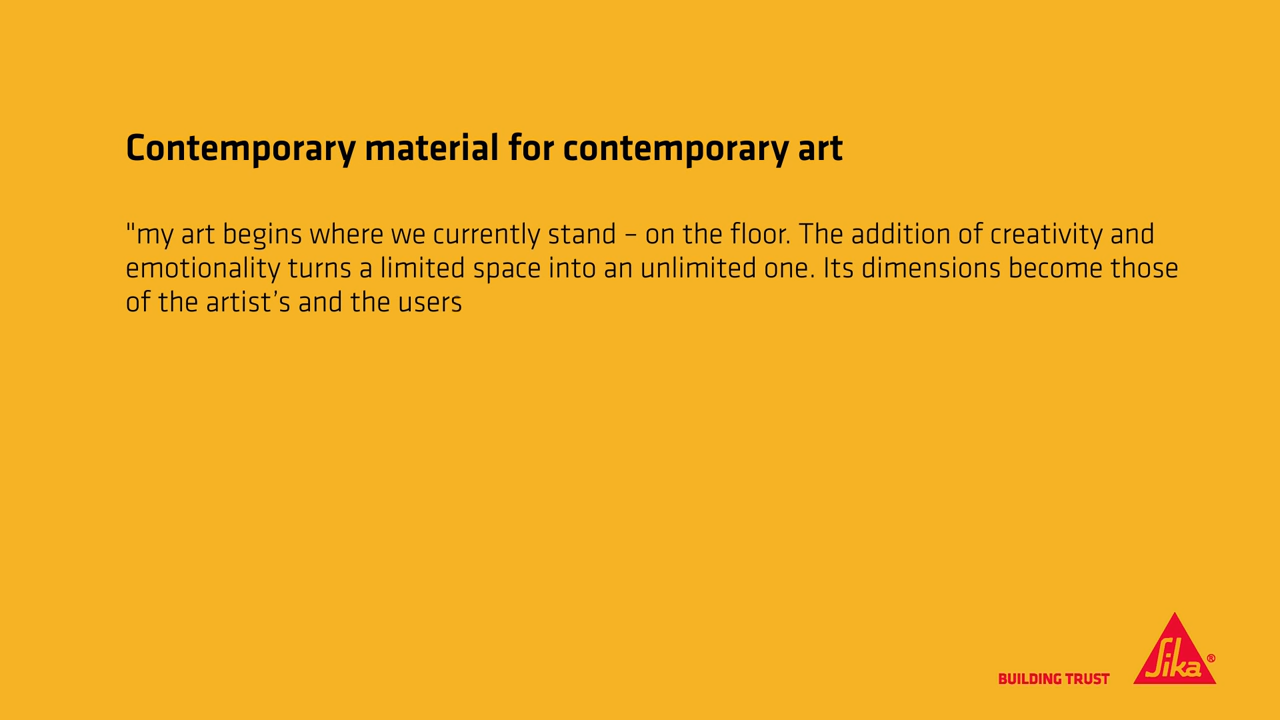 Contemporary material for contemporary art
"my art begins where we currently stand – on the floor. The addition of creativity and
emotionality turns a limited space into an unlimited one. Its dimensions become those
of the artist’s and the users
BUILDING TRUST
Sika®